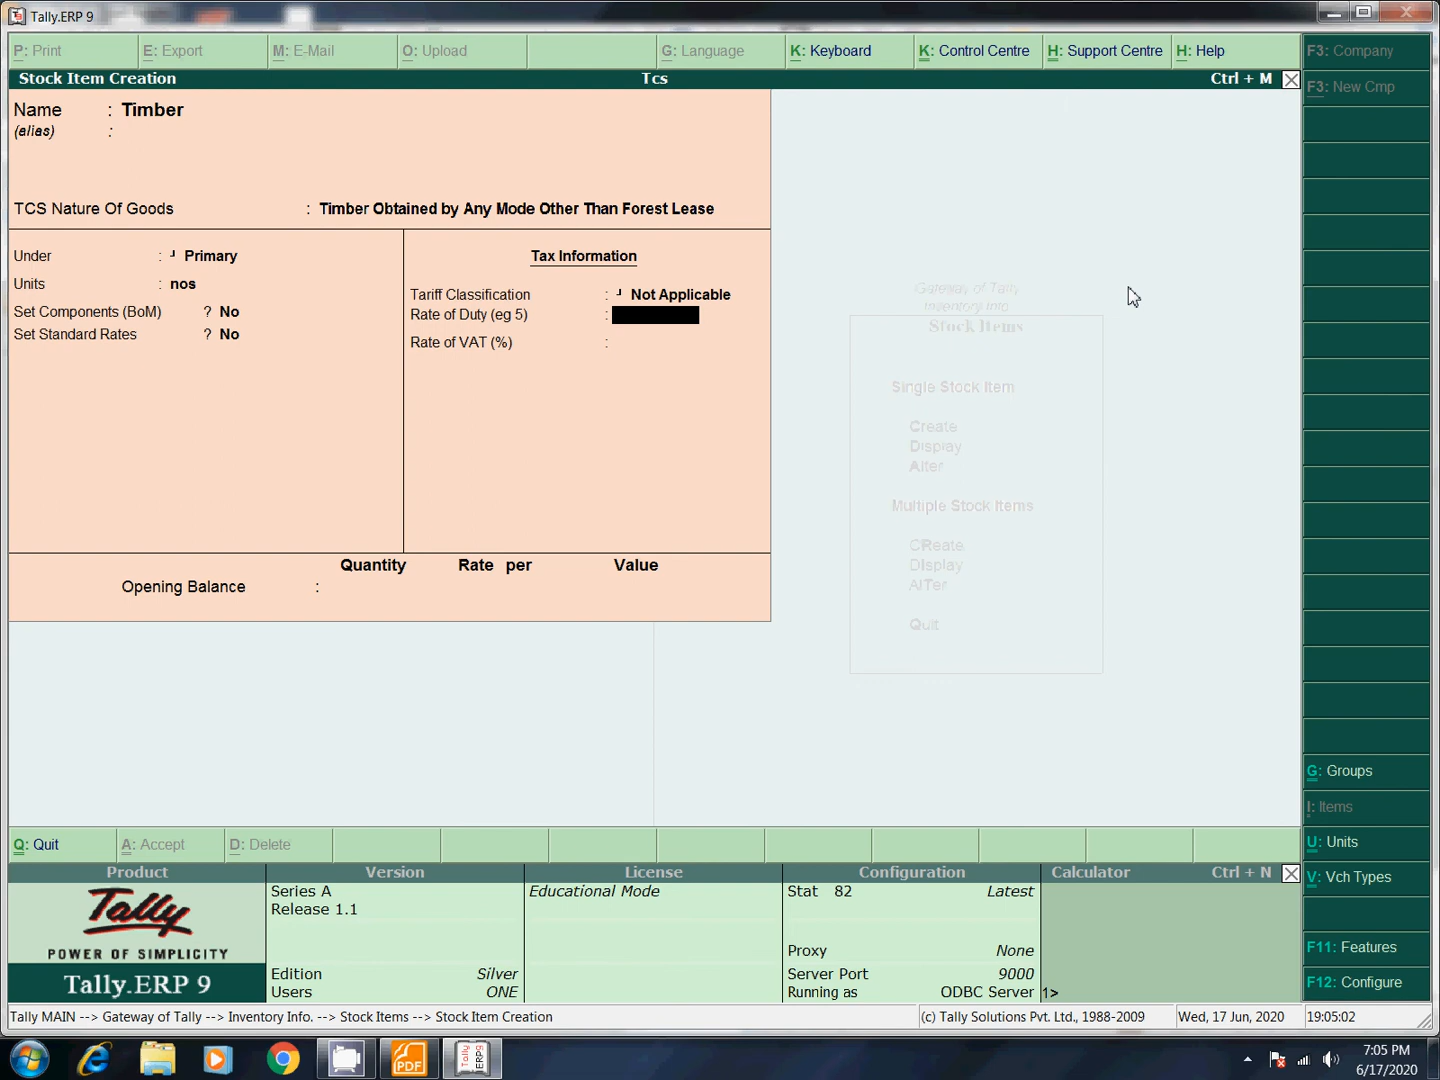 Tally.ERP 9
P: Print E: Export M: E-Mail O: Upload G: Language K: Keyboard K: Control Centre H: Support Centre H: Help F3: Company
Stock Item Creation Tcs Ctrl + M
F3: New Cmp
Name : Timber
(alias) :
TCS Nature Of Goods : Timber Obtained by Any Mode Other Than Forest Lease
Under : ┘ Primary
Units : nos
Set Components (BoM) ? No
Set Standard Rates ? No
Tax Information
Tariff Classification : ┘ Not Applicable
Rate of Duty (eg 5) :
Rate of VAT (%) :
Quantity Rate per Value
Opening Balance :
Gateway of Tally
Inventory Info
Stock Items
Single Stock Item
Create
Display
Alter
Multiple Stock Items
CReate
DIsplay
AlTer
Quit
G: Groups
I: Items
U: Units
V: Vch Types
F11: Features
F12: Configure
Q: Quit A: Accept D: Delete
Product Version License Configuration Calculator Ctrl + N
Tally
POWER OF SIMPLICITY
Tally.ERP 9
Series A
Release 1.1
Edition Silver
Users ONE
Educational Mode
Stat 82 Latest
Proxy None
Server Port 9000
Running as ODBC Server
1>
Tally MAIN --> Gateway of Tally --> Inventory Info. --> Stock Items --> Stock Item Creation (c) Tally Solutions Pvt. Ltd., 1988-2009 Wed, 17 Jun, 2020 19:05:02
PDF
Tally
ERP9
7:05 PM
6/17/2020